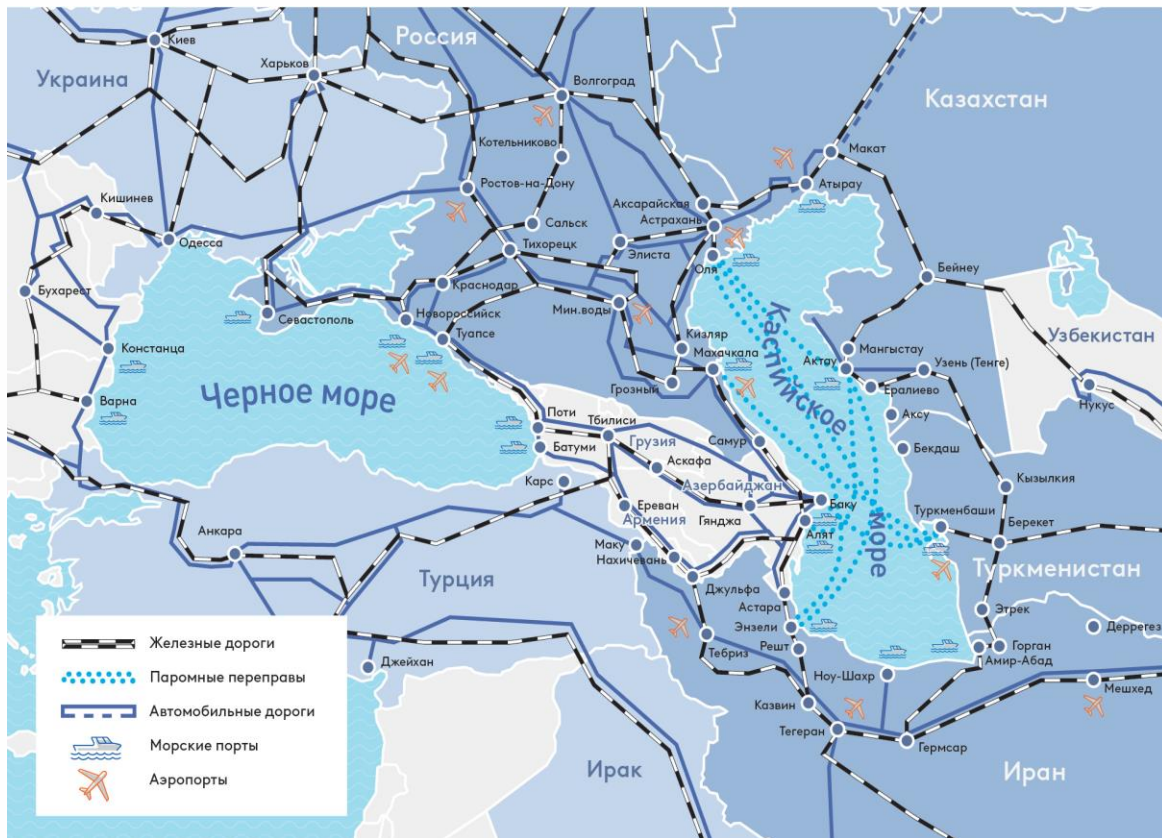 Киев
Россия
Украина
Харьков
Волгоград
Казахстан
Котельниково
Макат
Ростов-на-Дону
Атырау
Кишинев
Аксарайская
Астрахань
Сальск
Одесса
Тихорецк
Элиста
Оля
Бейнеу
Бухарест
Краснодар
Мин.воды
Севастополь
Новороссийск
Туапсе
Каспийское
море
Узбекистан
Констанца
Кизляр
Махачкала
Мангыстау
Актау
Узень (Тенге)
Ералиево
Нукус
Черное море
Грозный
Аксу
Варна
Поти
Тбилиси
Грузия
Батуми
Самур
Бекдаш
Аскафа
Карс
Азербайджан
Кызылкия
Ереван
Армения
Гянджа
Баку
Туркменбаши
Берекет
Анкара
Маку
Нахичевань
Алят
Турция
Джульфа
Туркменистан
Астара
Этрек
Энзели
Деррегез
Тебриз
Решт
Горган
Амир-Абад
Джейхан
Ноу-Шахр
Мешхед
Казвин
Тегеран
Гермсар
Ирак
Иран
Железные дороги
Паромные переправы
Автомобильные дороги
Морские порты
Аэропорты